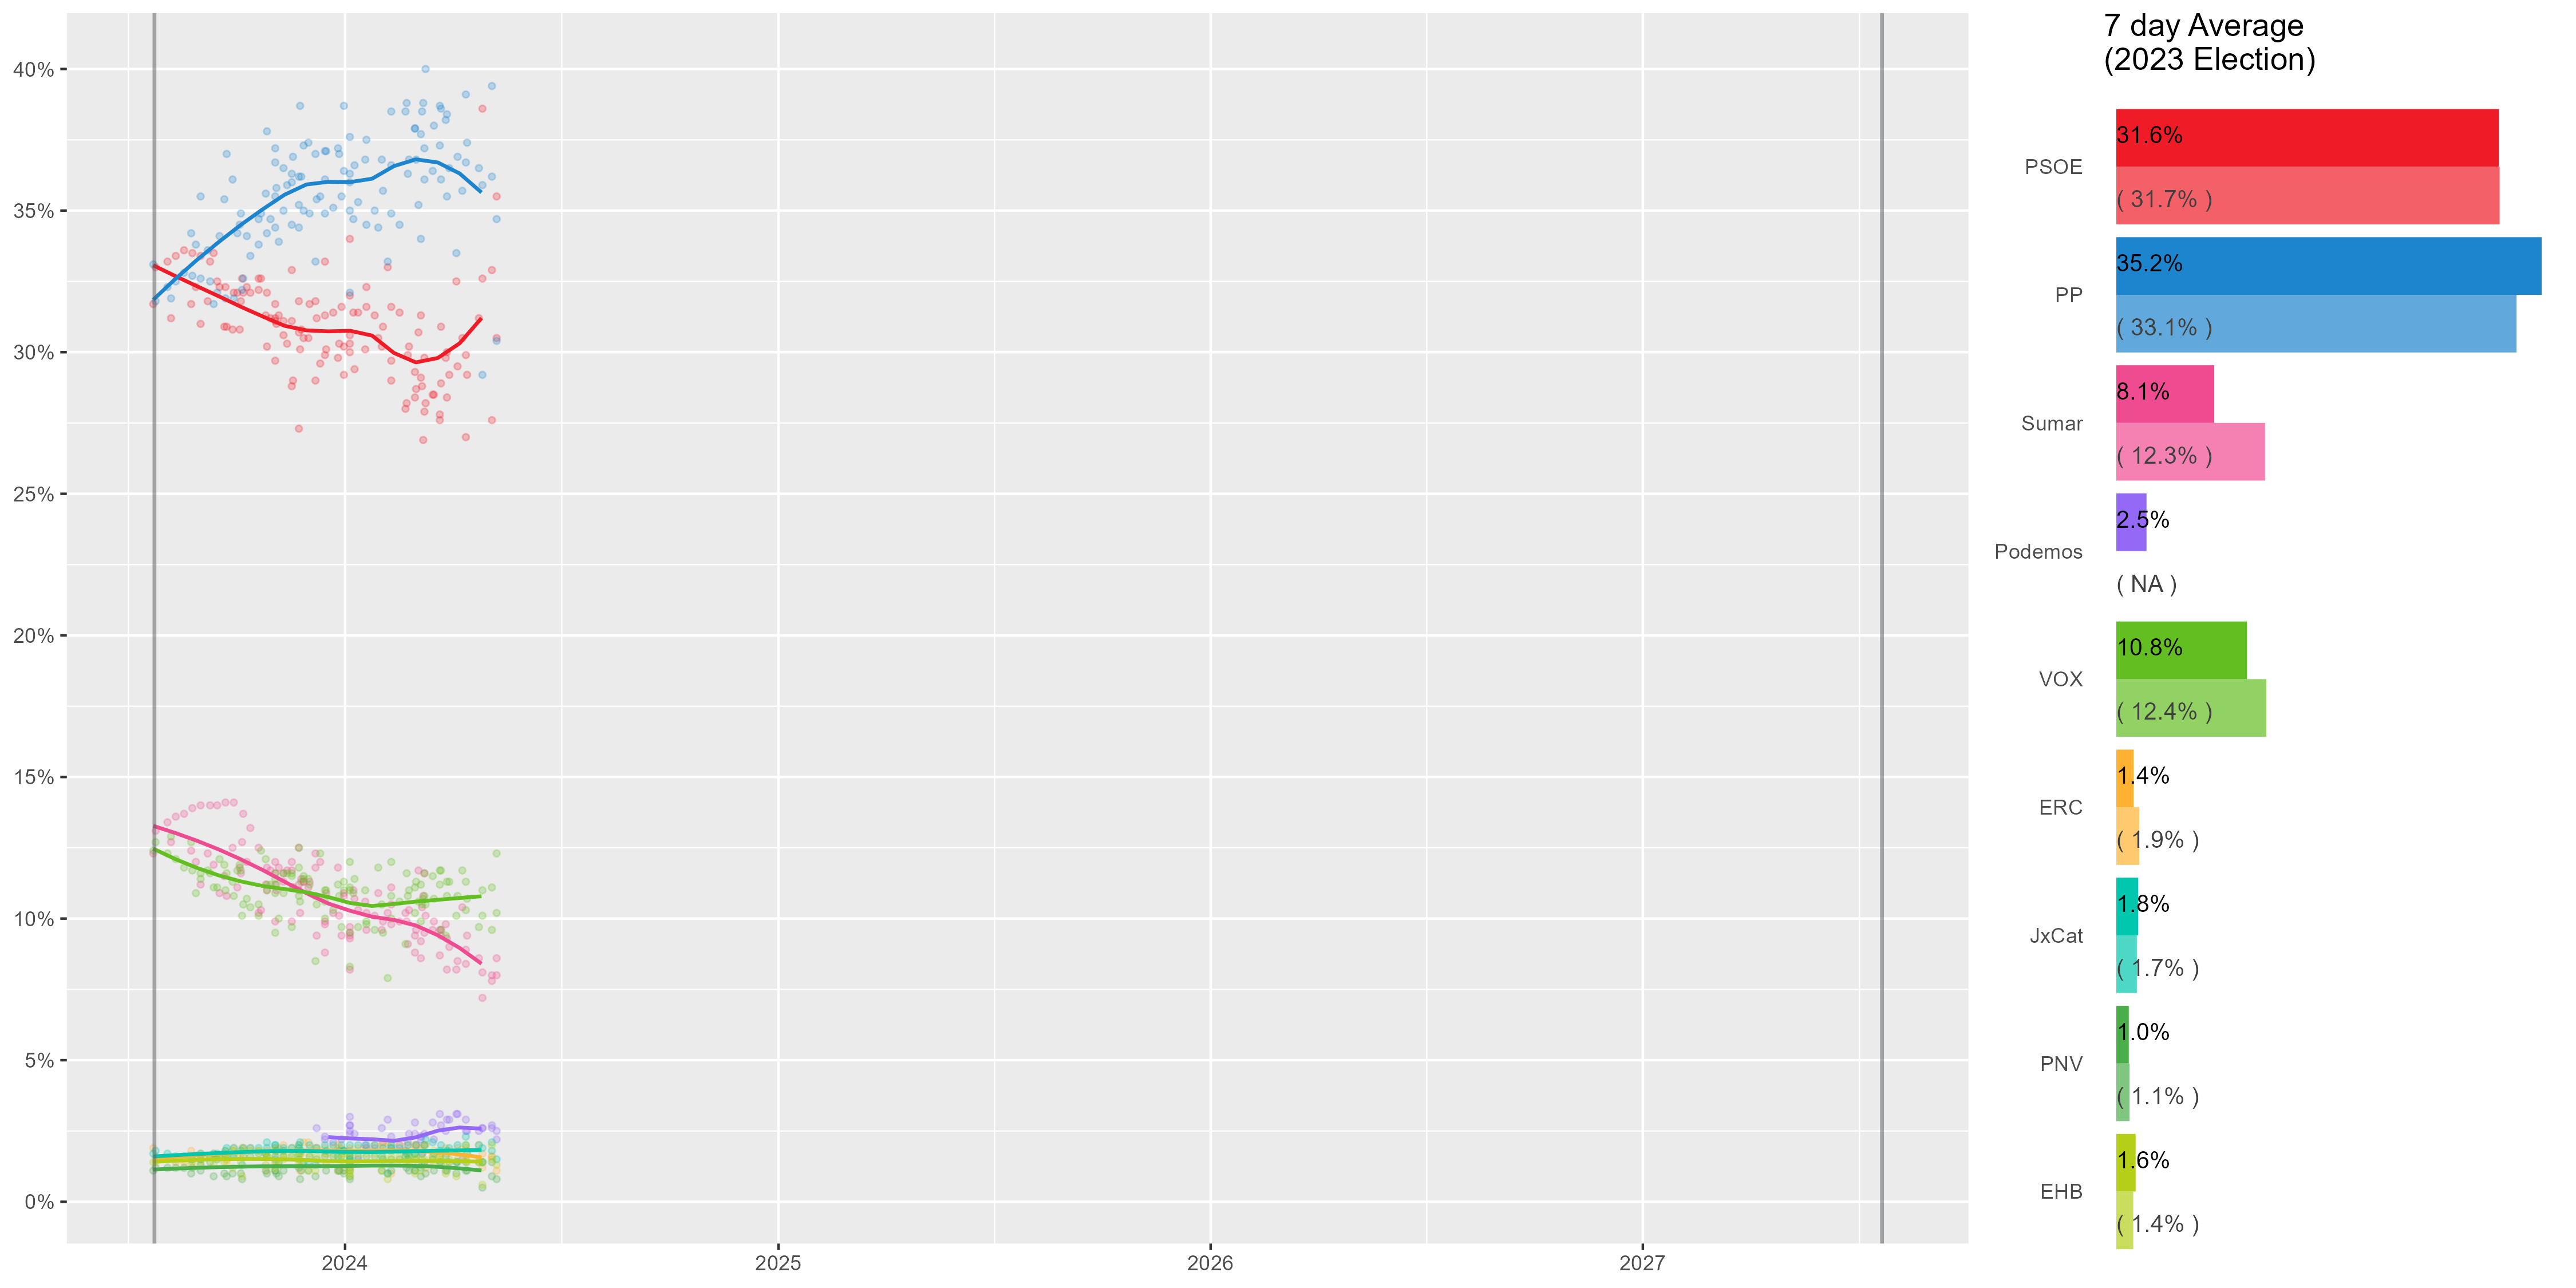 40%
35%
30%
25%
20%
15%
10%
5%
0%
2024
2025
2026
2027
7 day Average
(2023 Election)
PSOE
31.6%
( 31.7% )
PP
35.2%
( 33.1% )
Sumar
8.1%
( 12.3% )
Podemos
2.5%
( NA )
VOX
10.8%
( 12.4% )
ERC
1.4%
( 1.9% )
JxCat
1.8%
( 1.7% )
PNV
1.0%
( 1.1% )
EHB
1.6%
( 1.4% )